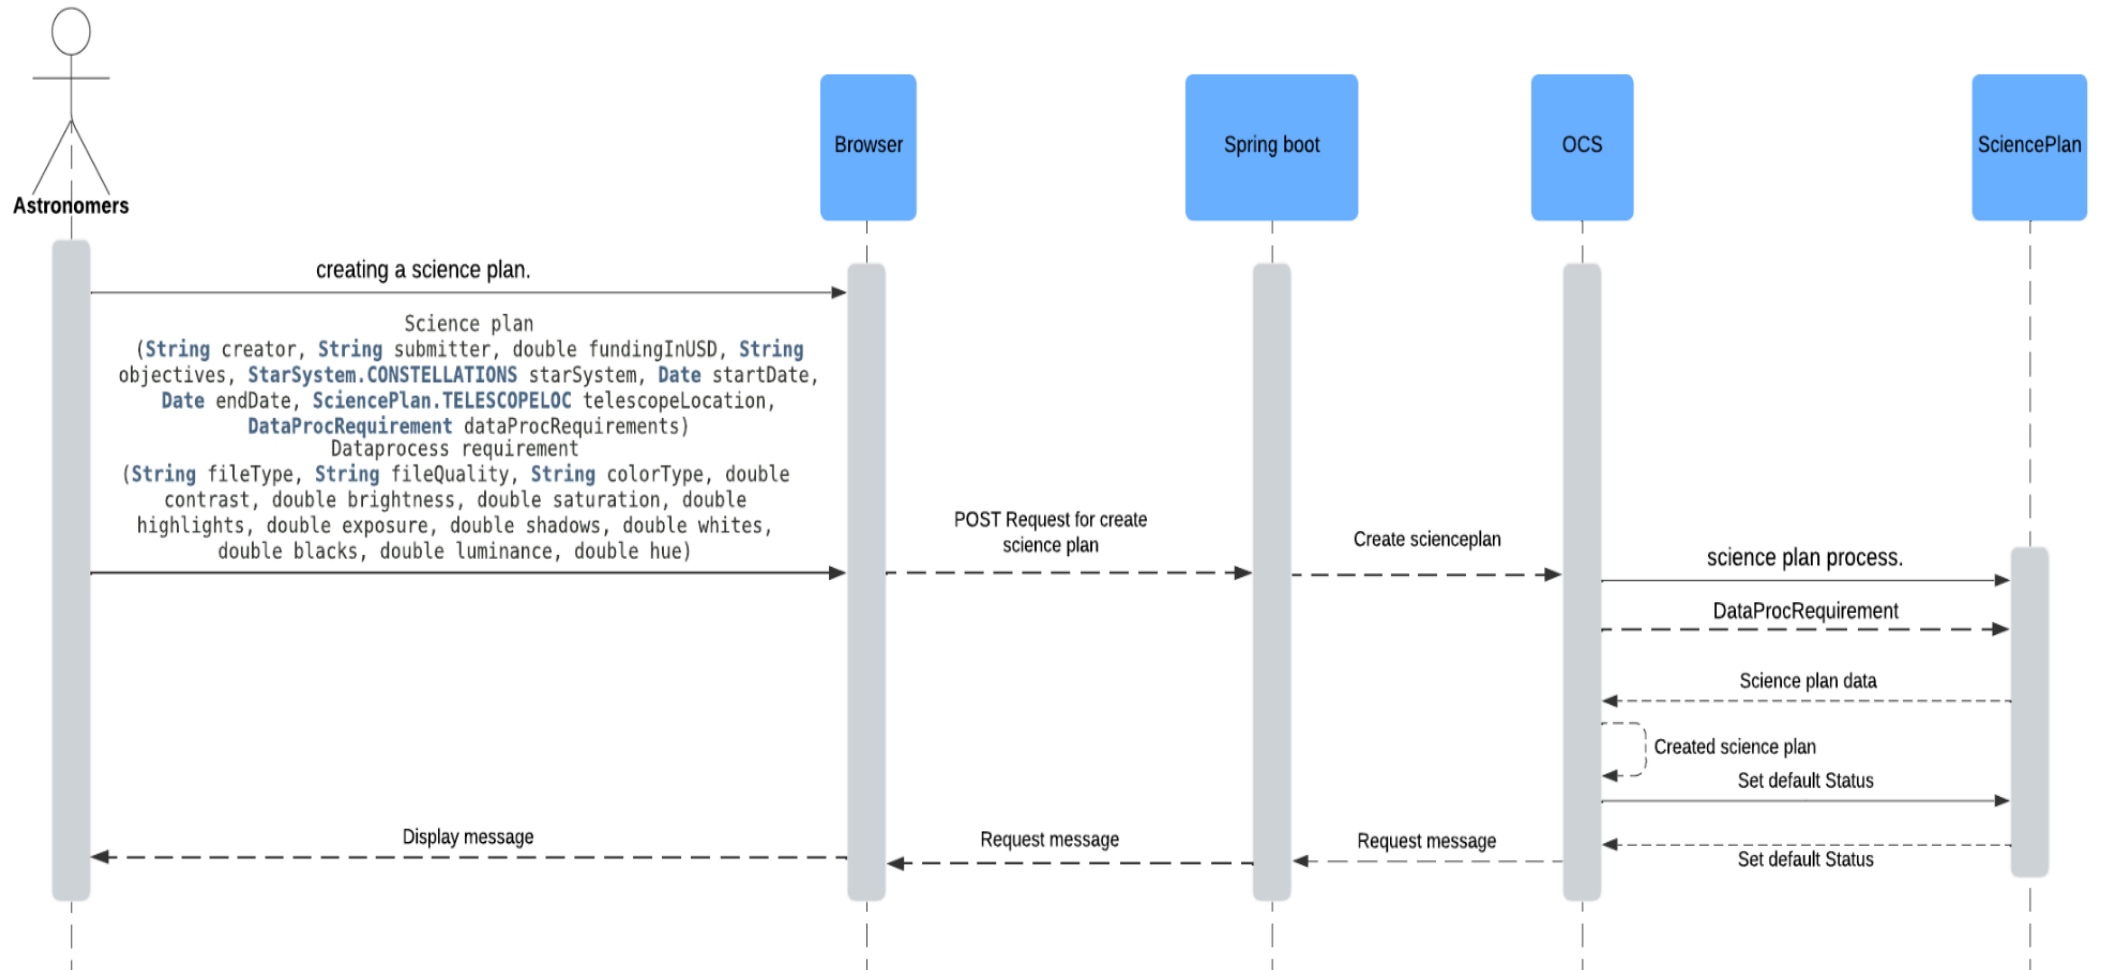 Astronomers
Browser
Spring boot
OCS
SciencePlan
creating a science plan.
Science plan
(String creator, String submitter, double fundingInUSD, String
objectives, StarSystem.CONSTELLATIONS starSystem, Date startDate,
Date endDate, SciencePlan.TELESCOPELOC telescopeLocation,
DataProcRequirement dataProcRequirements)
Dataprocess requirement
(String fileType, String fileQuality, String colorType, double
contrast, double brightness, double saturation, double
highlights, double exposure, double shadows, double whites,
double blacks, double luminance, double hue)
POST Request for create
science plan
Create scienceplan
science plan process.
DataProcRequirement
Science plan data
Created science plan
Set default Status
Set default Status
Request message
Request message
Display message